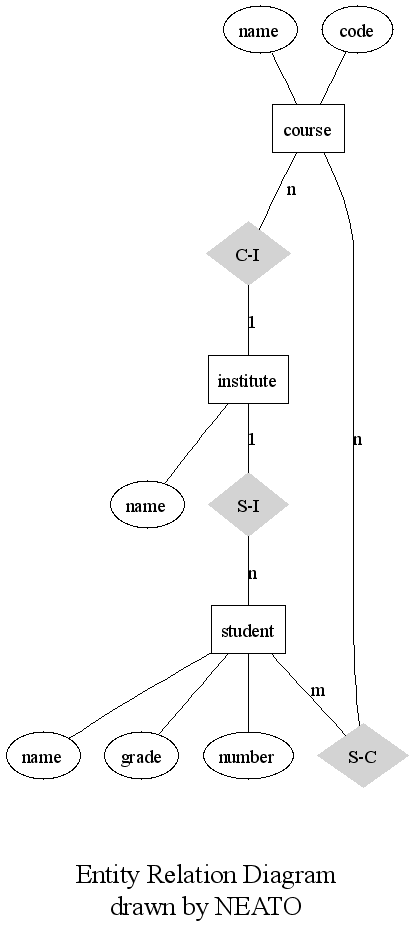 name
code
course
n
C-I
1
institute
1
n
name
S-I
n
student
m
name
grade
number
S-C
Entity Relation Diagram
drawn by NEATO